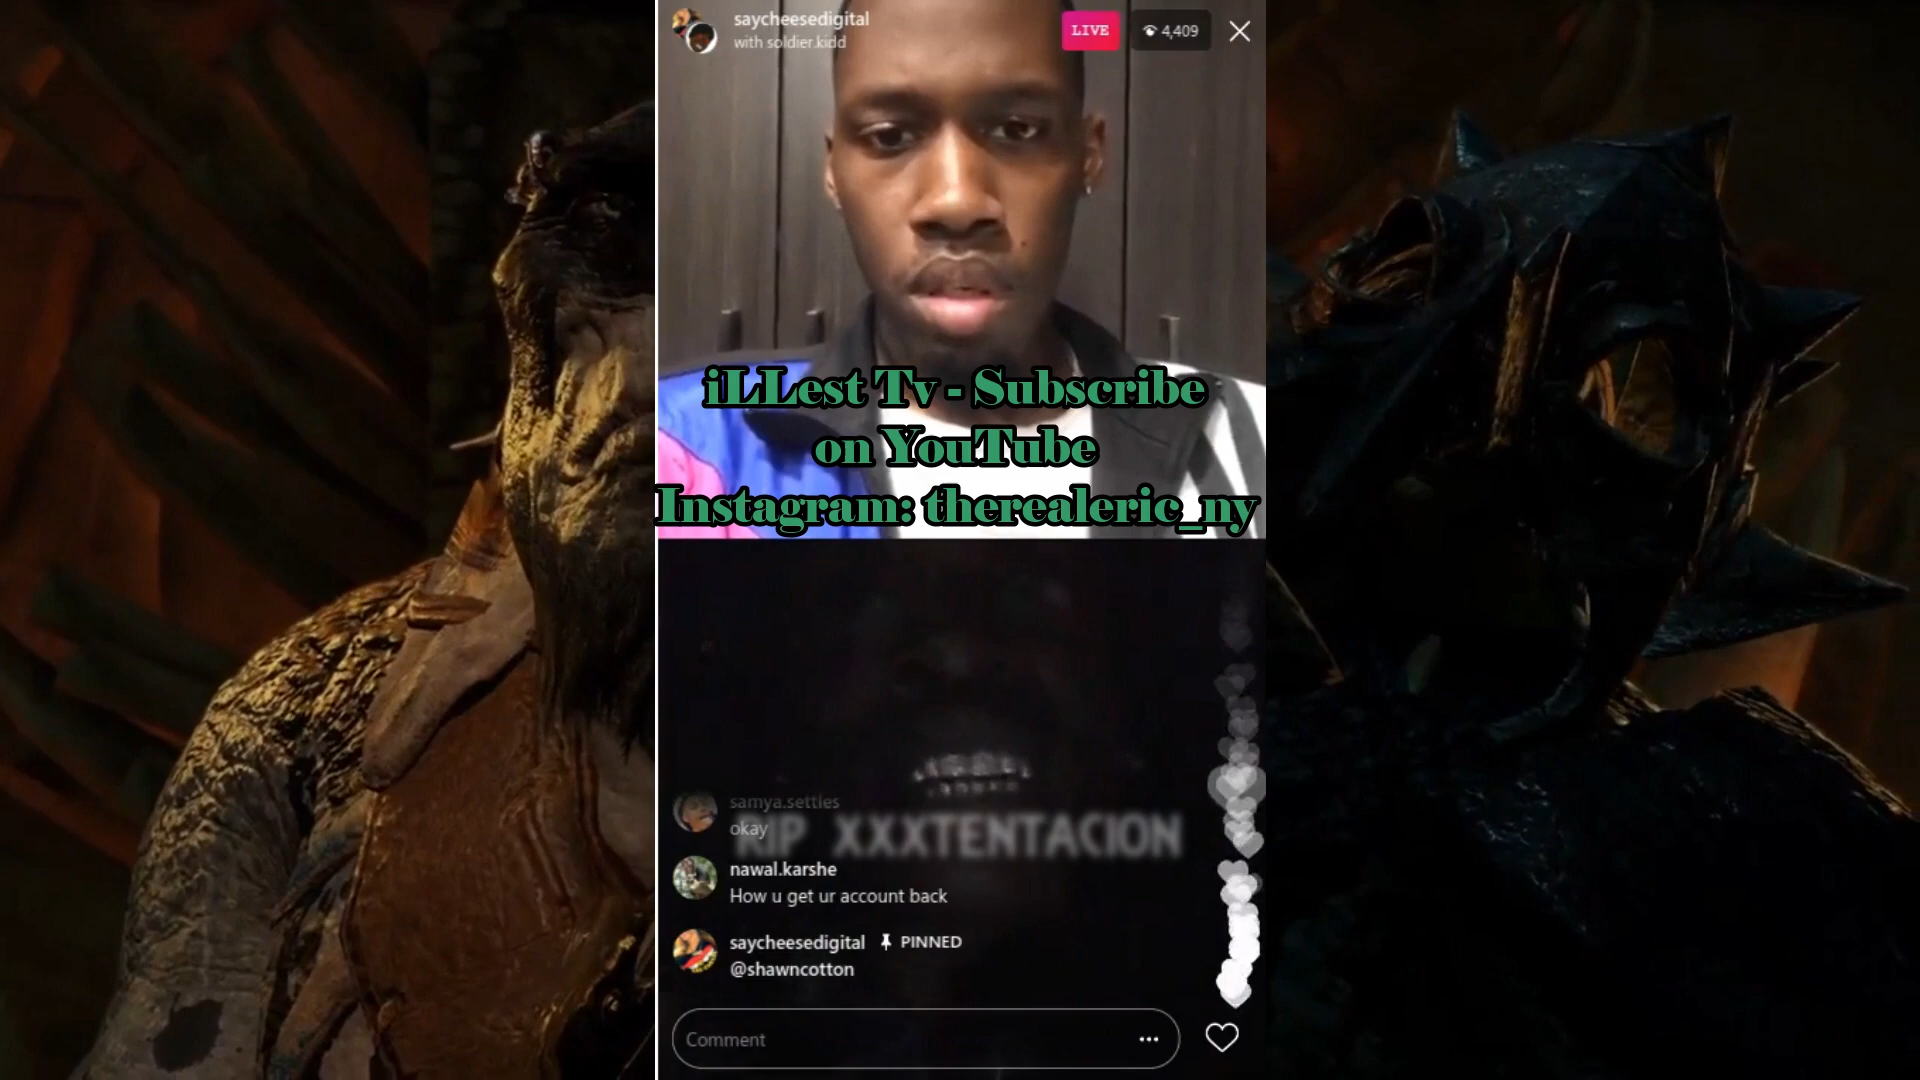 saycheesedigital
with soldier.kidd
LIVE
4,409
iLLest Tv - Subscribe
on YouTube
Instagram: therealeric_ny
samya.settles
okay
RIP XXXTENTACION
nawal.karshe
How u get ur account back
saycheesedigital PINNED
@shawncotton
Comment